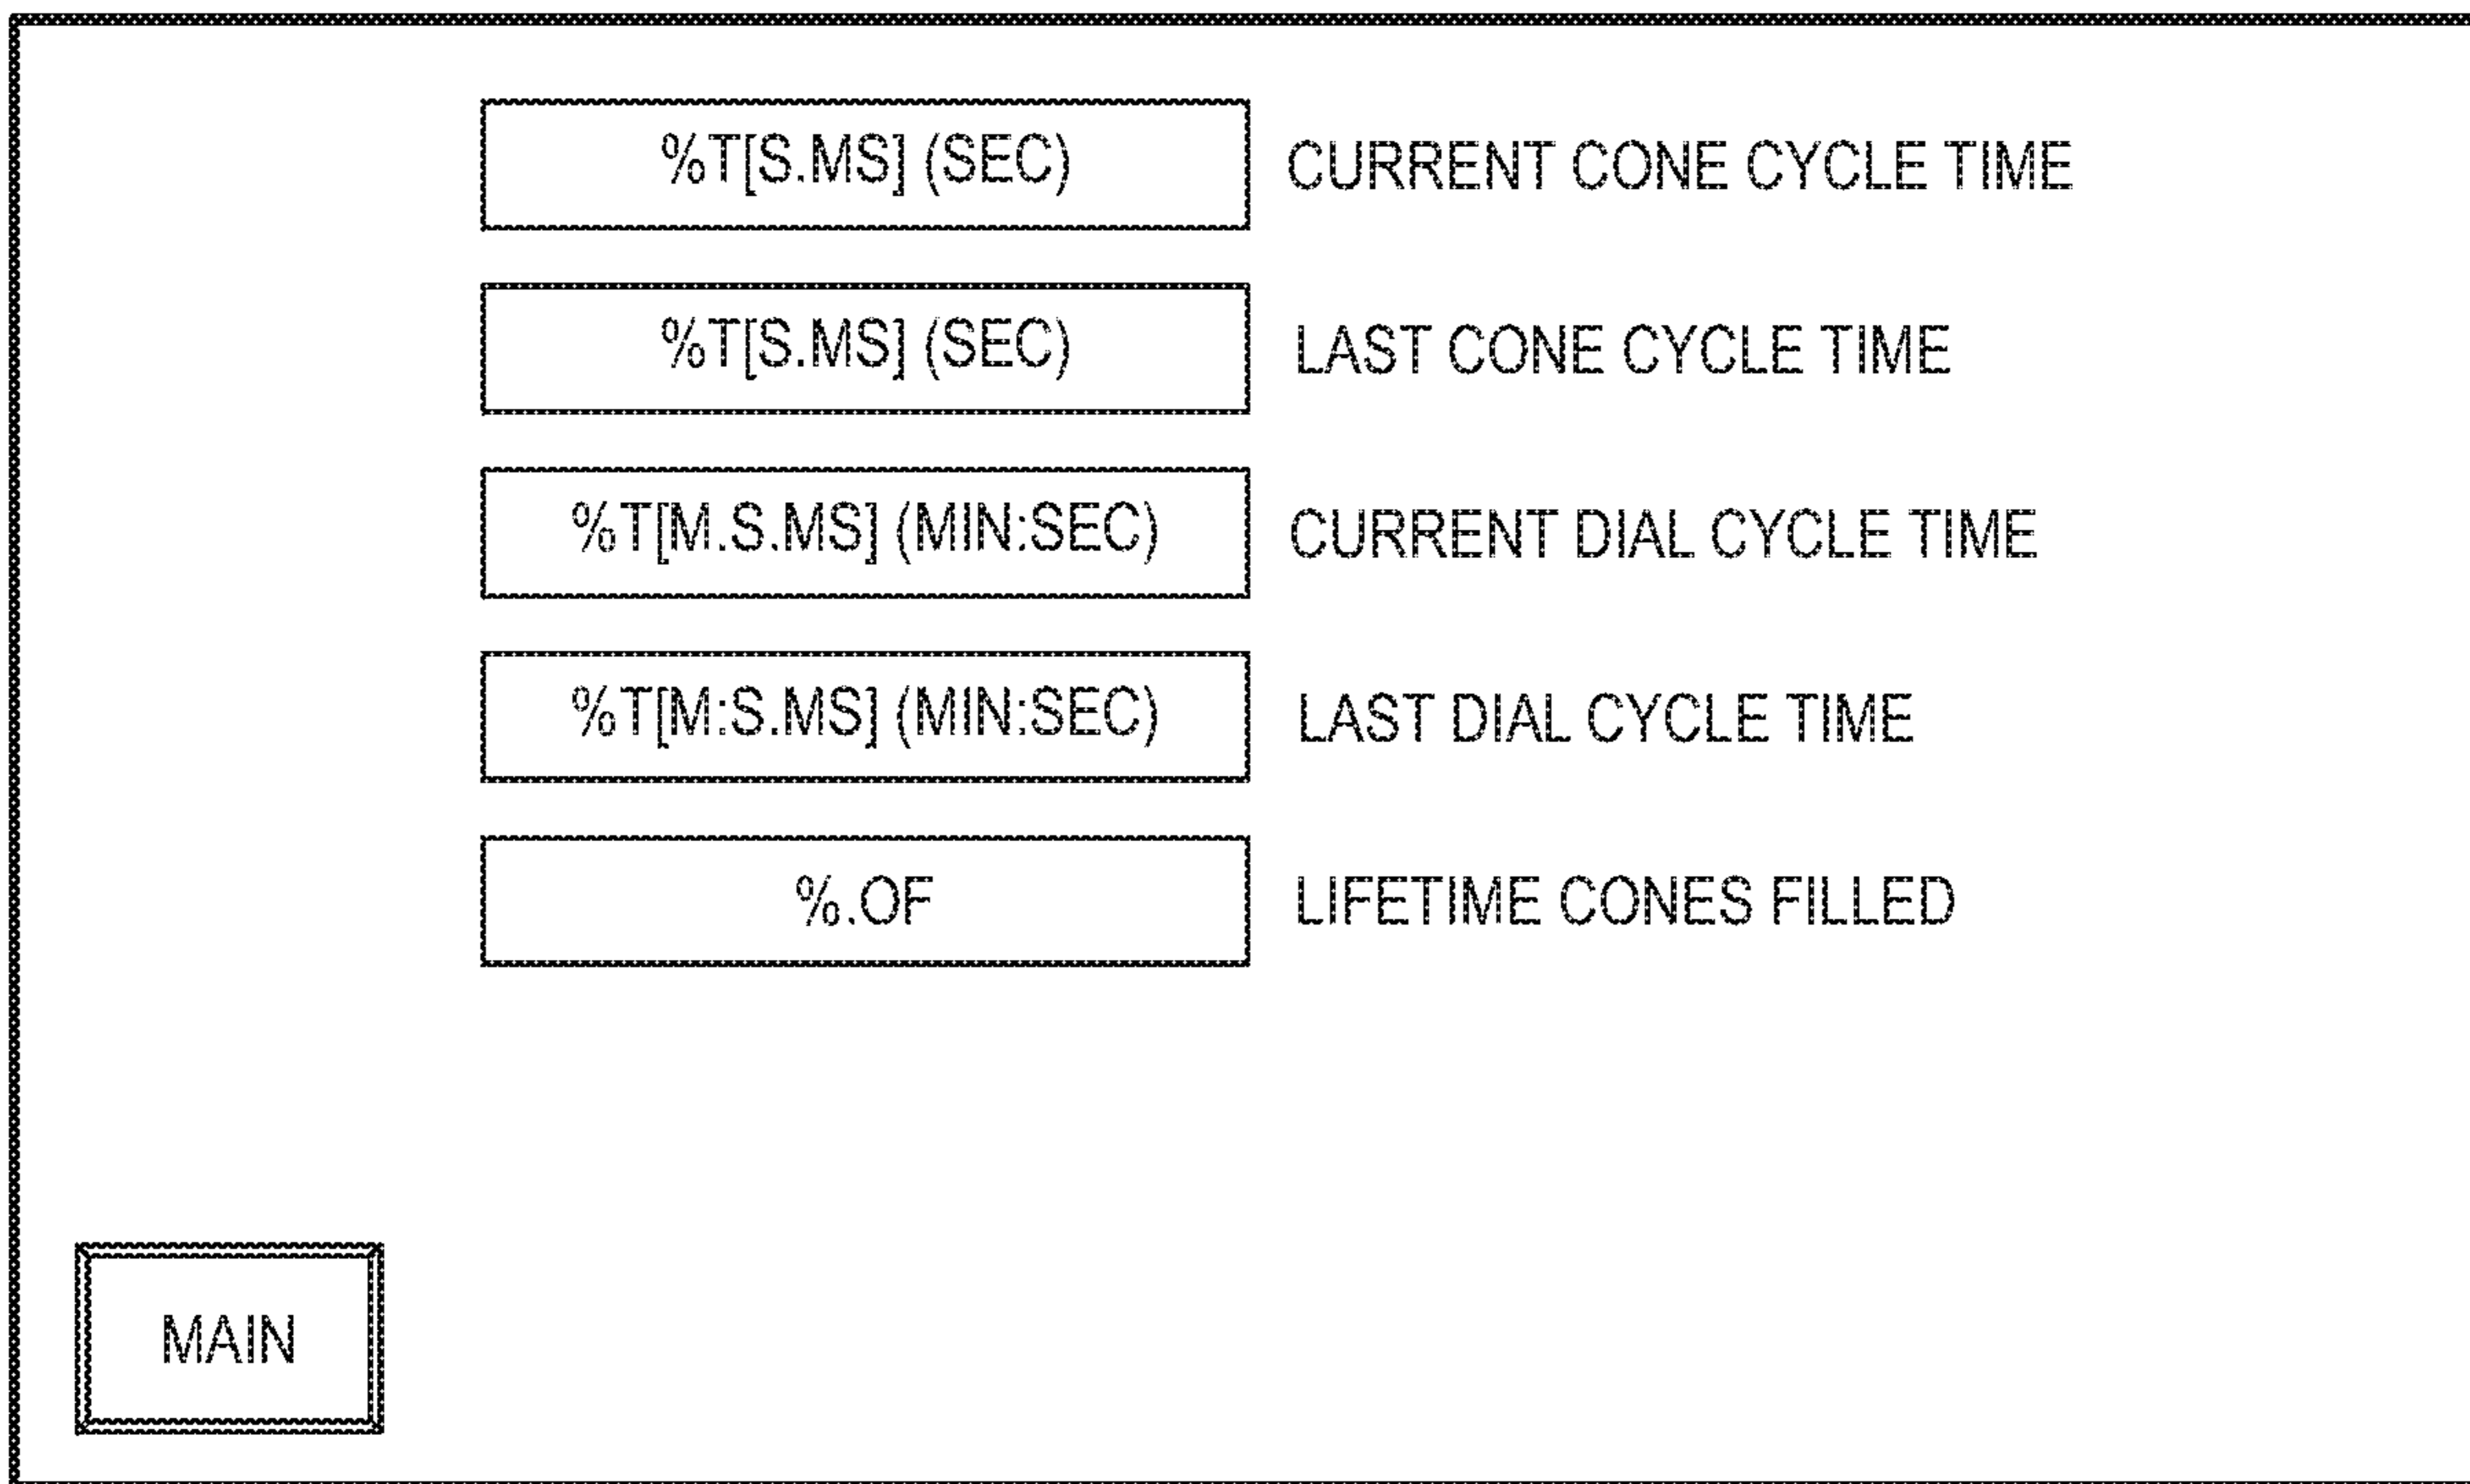 %T[S.MS] (SEC) CURRENT CONE CYCLE TIME
%T[S.MS] (SEC) LAST CONE CYCLE TIME
%T[M.S.MS] (MIN:SEC) CURRENT DIAL CYCLE TIME
%T[M:S.MS] (MIN:SEC) LAST DIAL CYCLE TIME
%.OF LIFETIME CONES FILLED
MAIN